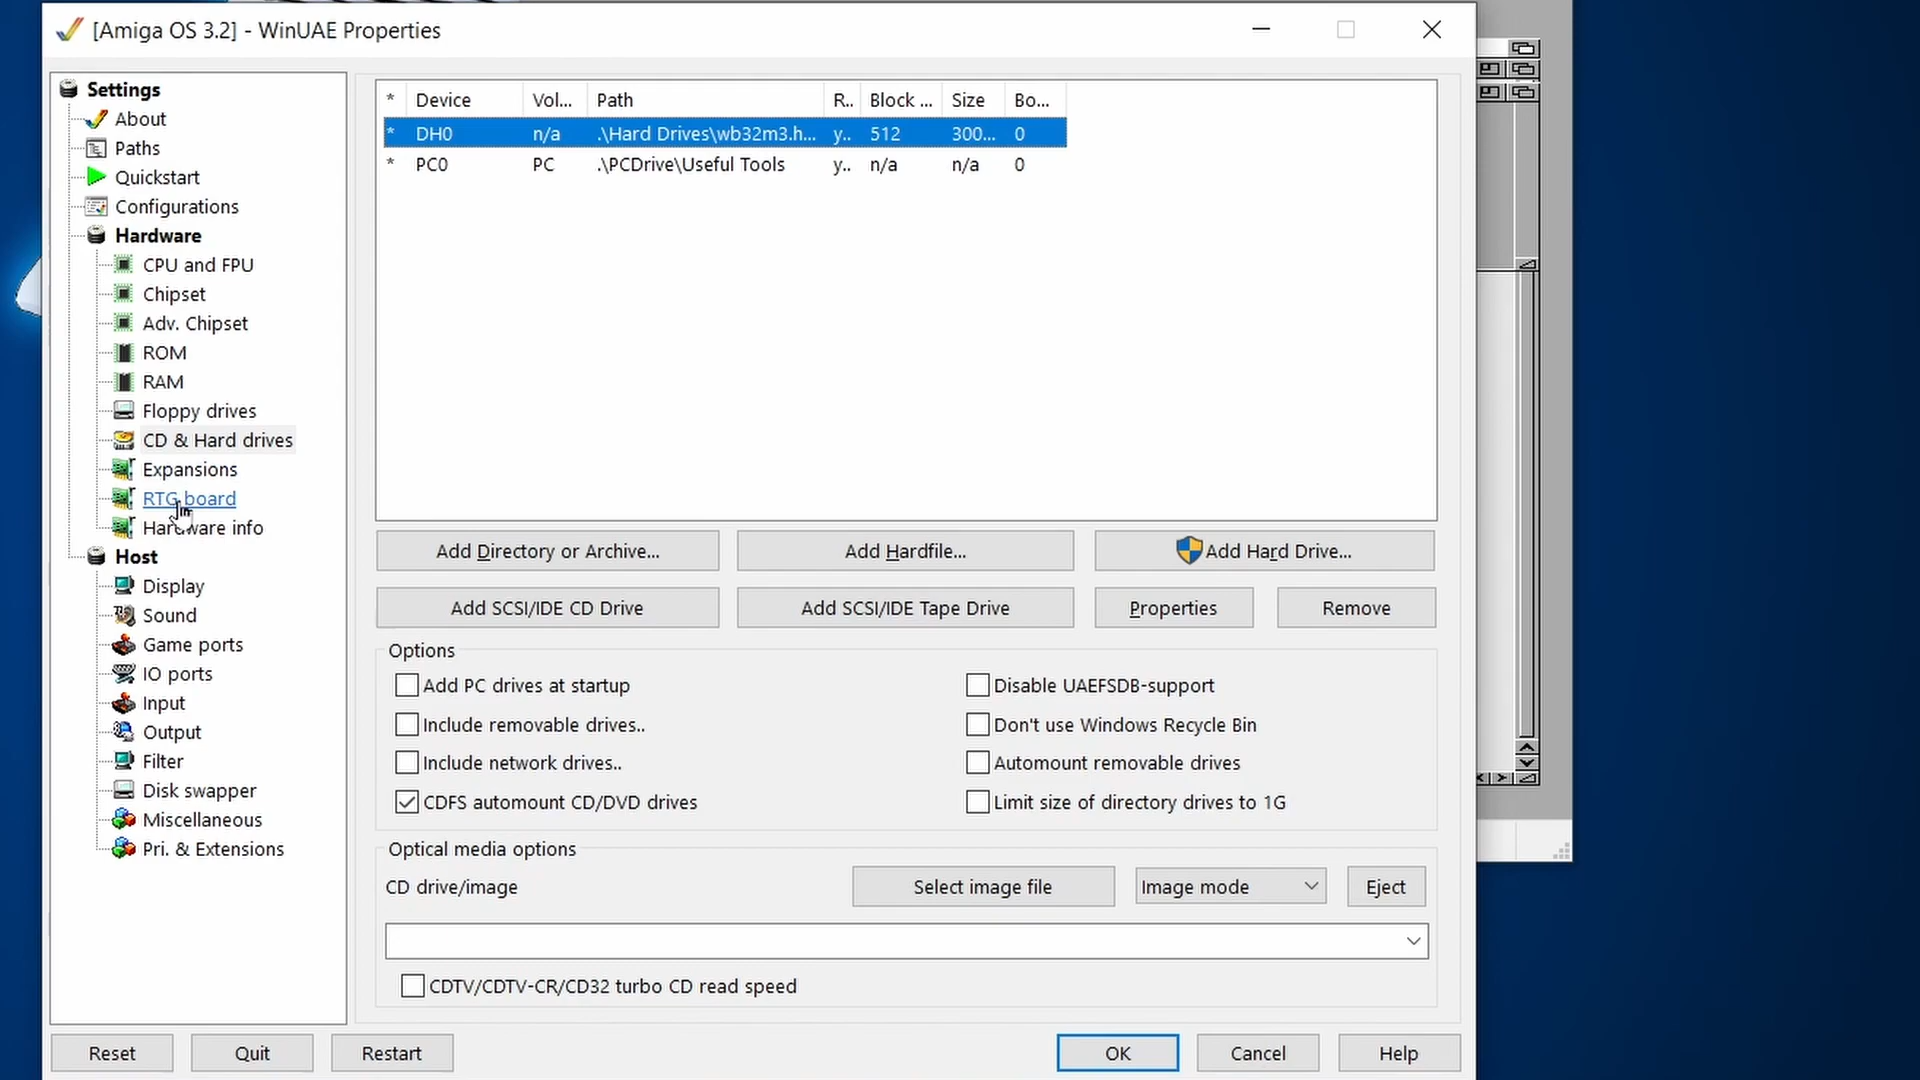 [Amiga OS 3.2] - WinUAE Properties
Settings
About
Paths
Quickstart
Configurations
Hardware
CPU and FPU
Chipset
Adv. Chipset
ROM
RAM
Floppy drives
CD & Hard drives
Expansions
RTG board
Hardware info
Host
Display
Sound
Game ports
IO ports
Input
Output
Filter
Disk swapper
Miscellaneous
Pri. & Extensions
* Device Vol... Path R.. Block ... Size Bo...
* DH0 n/a .\Hard Drives\wb32m3.h... y.. 512 300... 0
* PC0 PC .\PCDrive\Useful Tools y.. n/a n/a 0
Add Directory or Archive... Add Hardfile... Add Hard Drive...
Add SCSI/IDE CD Drive Add SCSI/IDE Tape Drive Properties Remove
Options
Add PC drives at startup Disable UAEFSDB-support
Include removable drives.. Don't use Windows Recycle Bin
Include network drives.. Automount removable drives
CDFS automount CD/DVD drives Limit size of directory drives to 1G
Optical media options
CD drive/image Select image file Image mode Eject
CDTV/CDTV-CR/CD32 turbo CD read speed
Reset Quit Restart OK Cancel Help